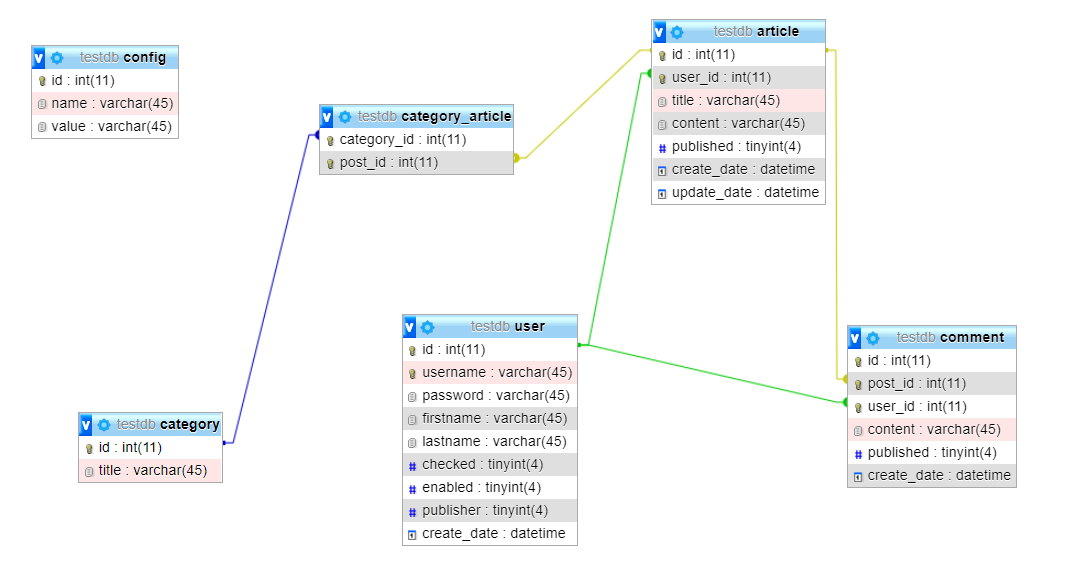 v testdb config
id : int(11)
name : varchar(45)
value : varchar(45)
v testdb category_article
category_id : int(11)
post_id : int(11)
v testdb article
id : int(11)
user_id : int(11)
title : varchar(45)
content : varchar(45)
# published : tinyint(4)
create_date : datetime
update_date : datetime
v testdb user
id : int(11)
username : varchar(45)
password : varchar(45)
firstname : varchar(45)
lastname : varchar(45)
# checked : tinyint(4)
# enabled : tinyint(4)
# publisher : tinyint(4)
create_date : datetime
v testdb comment
id : int(11)
post_id : int(11)
user_id : int(11)
content : varchar(45)
# published : tinyint(4)
create_date : datetime
v testdb category
id : int(11)
title : varchar(45)